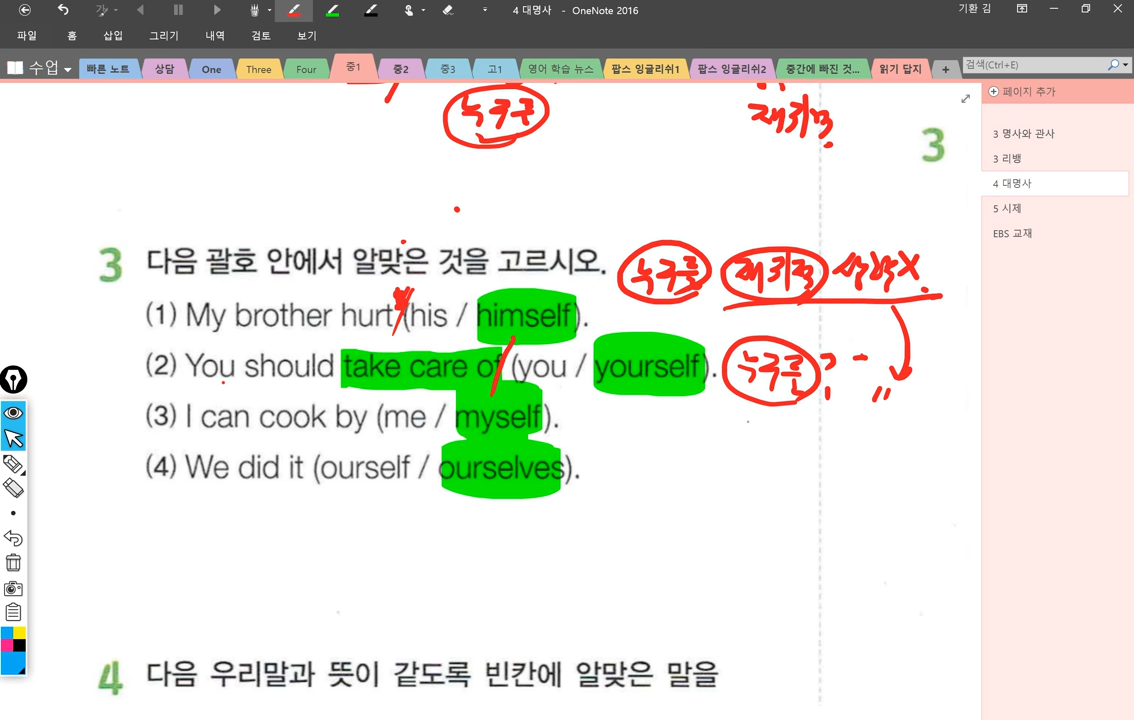 4 대명사 - OneNote 2016
기환 김
파일 홈 삽입 그리기 내역 검토 보기
수업 빠른 노트 상담 One Three Four 중1 중2 중3 고1 영어 학습 뉴스 팝스 잉글리쉬1 팝스 잉글리쉬2 중간에 빠진 것... 읽기 답지 +
검색(Ctrl+E)
페이지 추가
3 명사와 관사
3 리뱅
4 대명사
5 시제
EBS 교재
누구로
3
3 다음 괄호 안에서 알맞은 것을 고르시오.
누구를
(1) My brother hurt (his / himself).
(2) You should take care of (you / yourself).
누구를?
(3) I can cook by (me / myself).
(4) We did it (ourself / ourselves).
4 다음 우리말과 뜻이 같도록 빈칸에 알맞은 말을